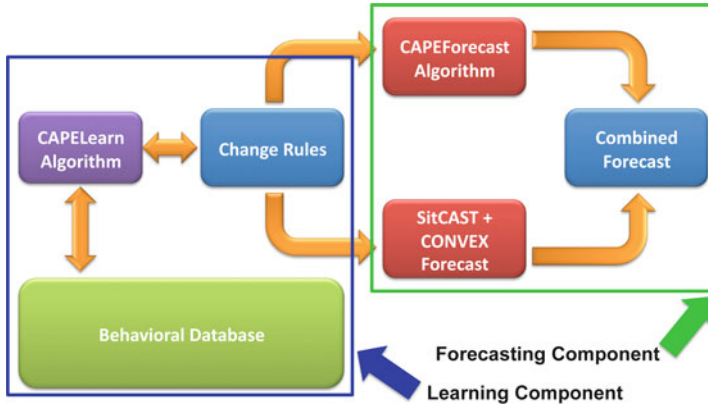 CAPEForecast
Algorithm
CAPELearn
Algorithm
Change Rules
Combined
Forecast
SitCAST +
CONVEX
Forecast
Behavioral Database
Forecasting Component
Learning Component